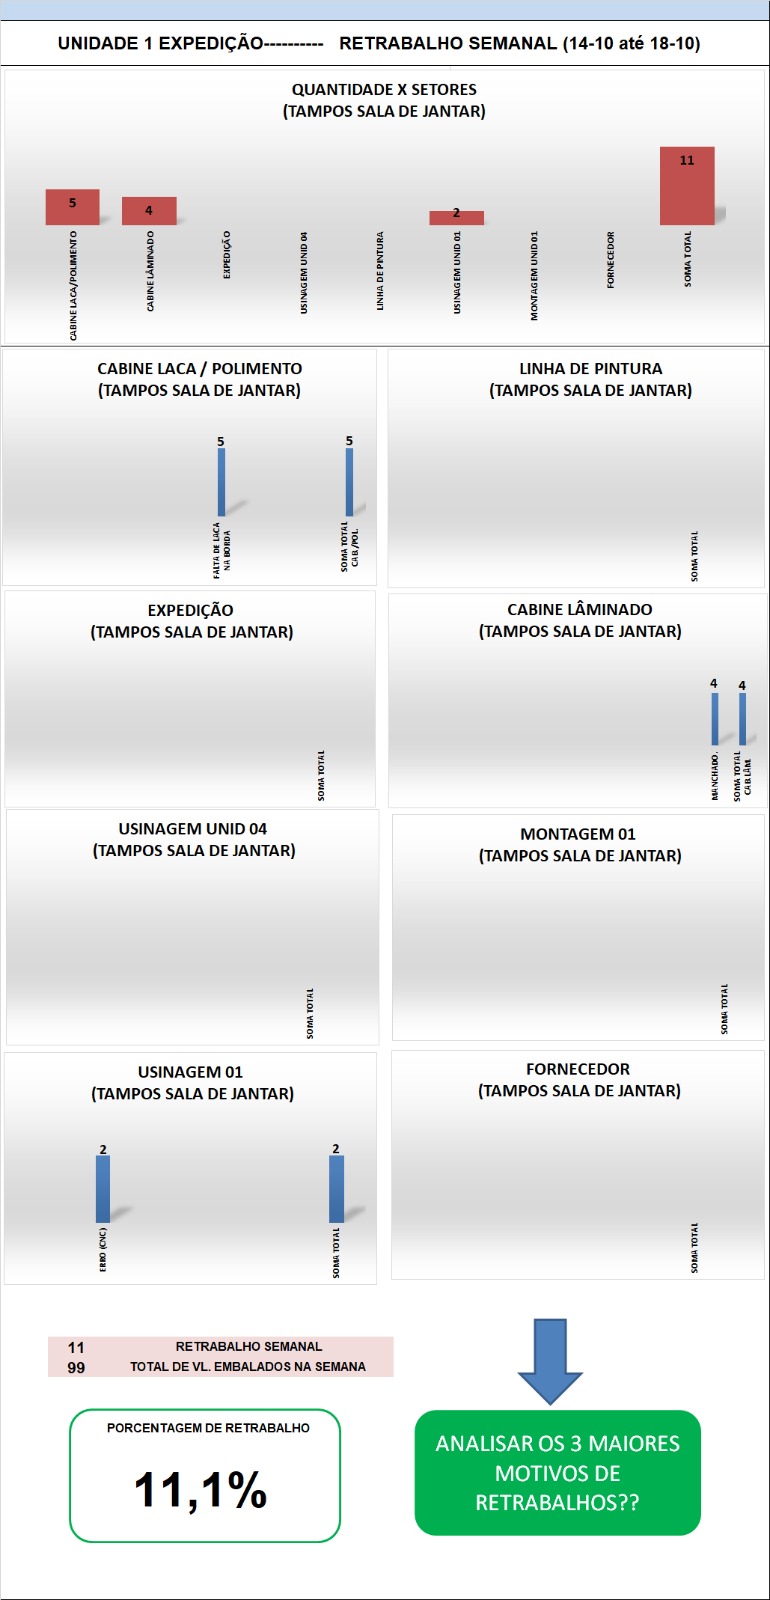 UNIDADE 1 EXPEDIÇÃO---------- RETRABALHO SEMANAL (14-10 até 18-10)
QUANTIDADE X SETORES
(TAMPOS SALA DE JANTAR)
5
4
2
11
CABINE LACA/POLIMENTO
CABINE LÂMINADO
EXPEDIÇÃO
USINAGEM UNID 04
LINHA DE PINTURA
USINAGEM UNID 01
MONTAGEM UNID 01
FORNECEDOR
SOMA TOTAL
CABINE LACA / POLIMENTO
(TAMPOS SALA DE JANTAR)
5
5
FALTA DE LACA
NA BORDA
SOMA TOTAL
CAB./POL.
LINHA DE PINTURA
(TAMPOS SALA DE JANTAR)
SOMA TOTAL
EXPEDIÇÃO
(TAMPOS SALA DE JANTAR)
SOMA TOTAL
CABINE LÂMINADO
(TAMPOS SALA DE JANTAR)
4
4
MANCHADO.
SOMA TOTAL
CAB LÂM.
USINAGEM UNID 04
(TAMPOS SALA DE JANTAR)
SOMA TOTAL
MONTAGEM 01
(TAMPOS SALA DE JANTAR)
SOMA TOTAL
USINAGEM 01
(TAMPOS SALA DE JANTAR)
2
2
ERRO (CNC)
SOMA TOTAL
FORNECEDOR
(TAMPOS SALA DE JANTAR)
SOMA TOTAL
11 RETRABALHO SEMANAL
99 TOTAL DE VL. EMBALADOS NA SEMANA
PORCENTAGEM DE RETRABALHO
11,1%
ANALISAR OS 3 MAIORES
MOTIVOS DE
RETRABALHOS??